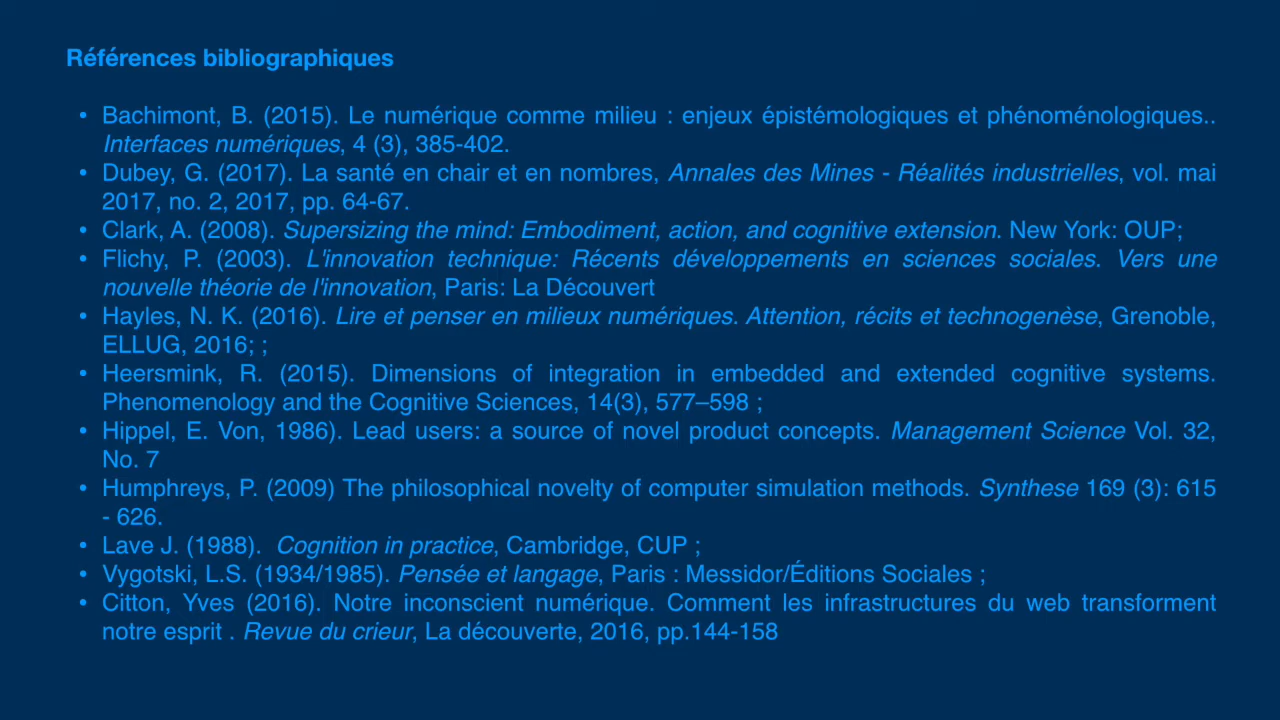 Références bibliographiques
• Bachimont, B. (2015). Le numérique comme milieu : enjeux épistémologiques et phénoménologiques..
Interfaces numériques, 4 (3), 385-402.
• Dubey, G. (2017). La santé en chair et en nombres, Annales des Mines - Réalités industrielles, vol. mai
2017, no. 2, 2017, pp. 64-67.
• Clark, A. (2008). Supersizing the mind: Embodiment, action, and cognitive extension. New York: OUP;
• Flichy, P. (2003). L'innovation technique: Récents développements en sciences sociales. Vers une
nouvelle théorie de l'innovation, Paris: La Découvert
• Hayles, N. K. (2016). Lire et penser en milieux numériques. Attention, récits et technogenèse, Grenoble,
ELLUG, 2016; ;
• Heersmink, R. (2015). Dimensions of integration in embedded and extended cognitive systems.
Phenomenology and the Cognitive Sciences, 14(3), 577–598 ;
• Hippel, E. Von, 1986). Lead users: a source of novel product concepts. Management Science Vol. 32,
No. 7
• Humphreys, P. (2009) The philosophical novelty of computer simulation methods. Synthese 169 (3): 615
- 626.
• Lave J. (1988). Cognition in practice, Cambridge, CUP ;
• Vygotski, L.S. (1934/1985). Pensée et langage, Paris : Messidor/Éditions Sociales ;
• Citton, Yves (2016). Notre inconscient numérique. Comment les infrastructures du web transforment
notre esprit . Revue du crieur, La découverte, 2016, pp.144-158